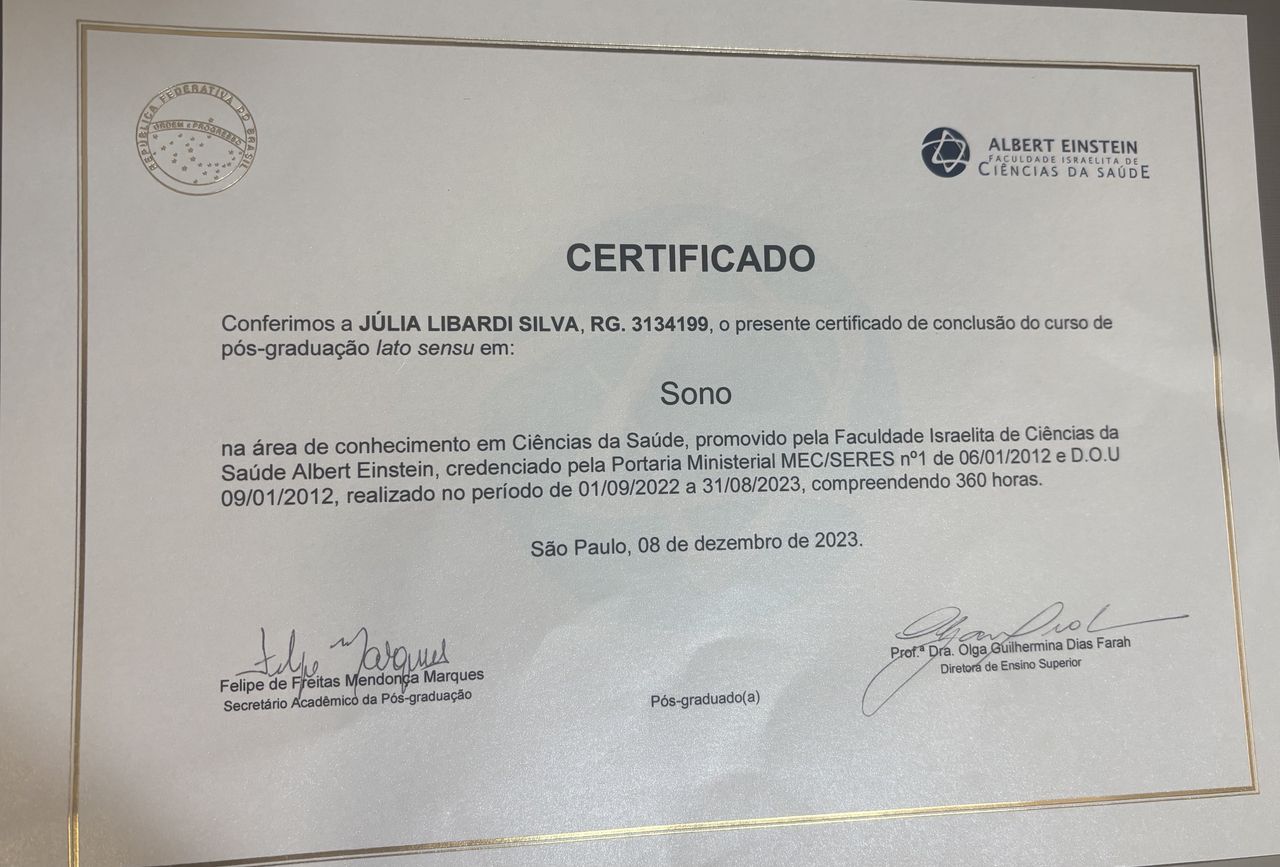 REPÚBLICA FEDERATIVA DO BRASIL
ORDEM E PROGRESSO
ALBERT EINSTEIN
FACULDADE ISRAELITA DE
CIÊNCIAS DA SAÚDE
CERTIFICADO
Conferimos a JÚLIA LIBARDI SILVA, RG. 3134199, o presente certificado de conclusão do curso de
pós-graduação lato sensu em:
Sono
na área de conhecimento em Ciências da Saúde, promovido pela Faculdade Israelita de Ciências da
Saúde Albert Einstein, credenciado pela Portaria Ministerial MEC/SERES nº1 de 06/01/2012 e D.O.U
09/01/2012, realizado no período de 01/09/2022 a 31/08/2023, compreendendo 360 horas.
São Paulo, 08 de dezembro de 2023.
Felipe Marques
Felipe de Freitas Mendonça Marques
Secretário Acadêmico da Pós-graduação
Pós-graduado(a)
Prof.ª Dra. Olga Guilhermina Dias Farah
Diretora de Ensino Superior